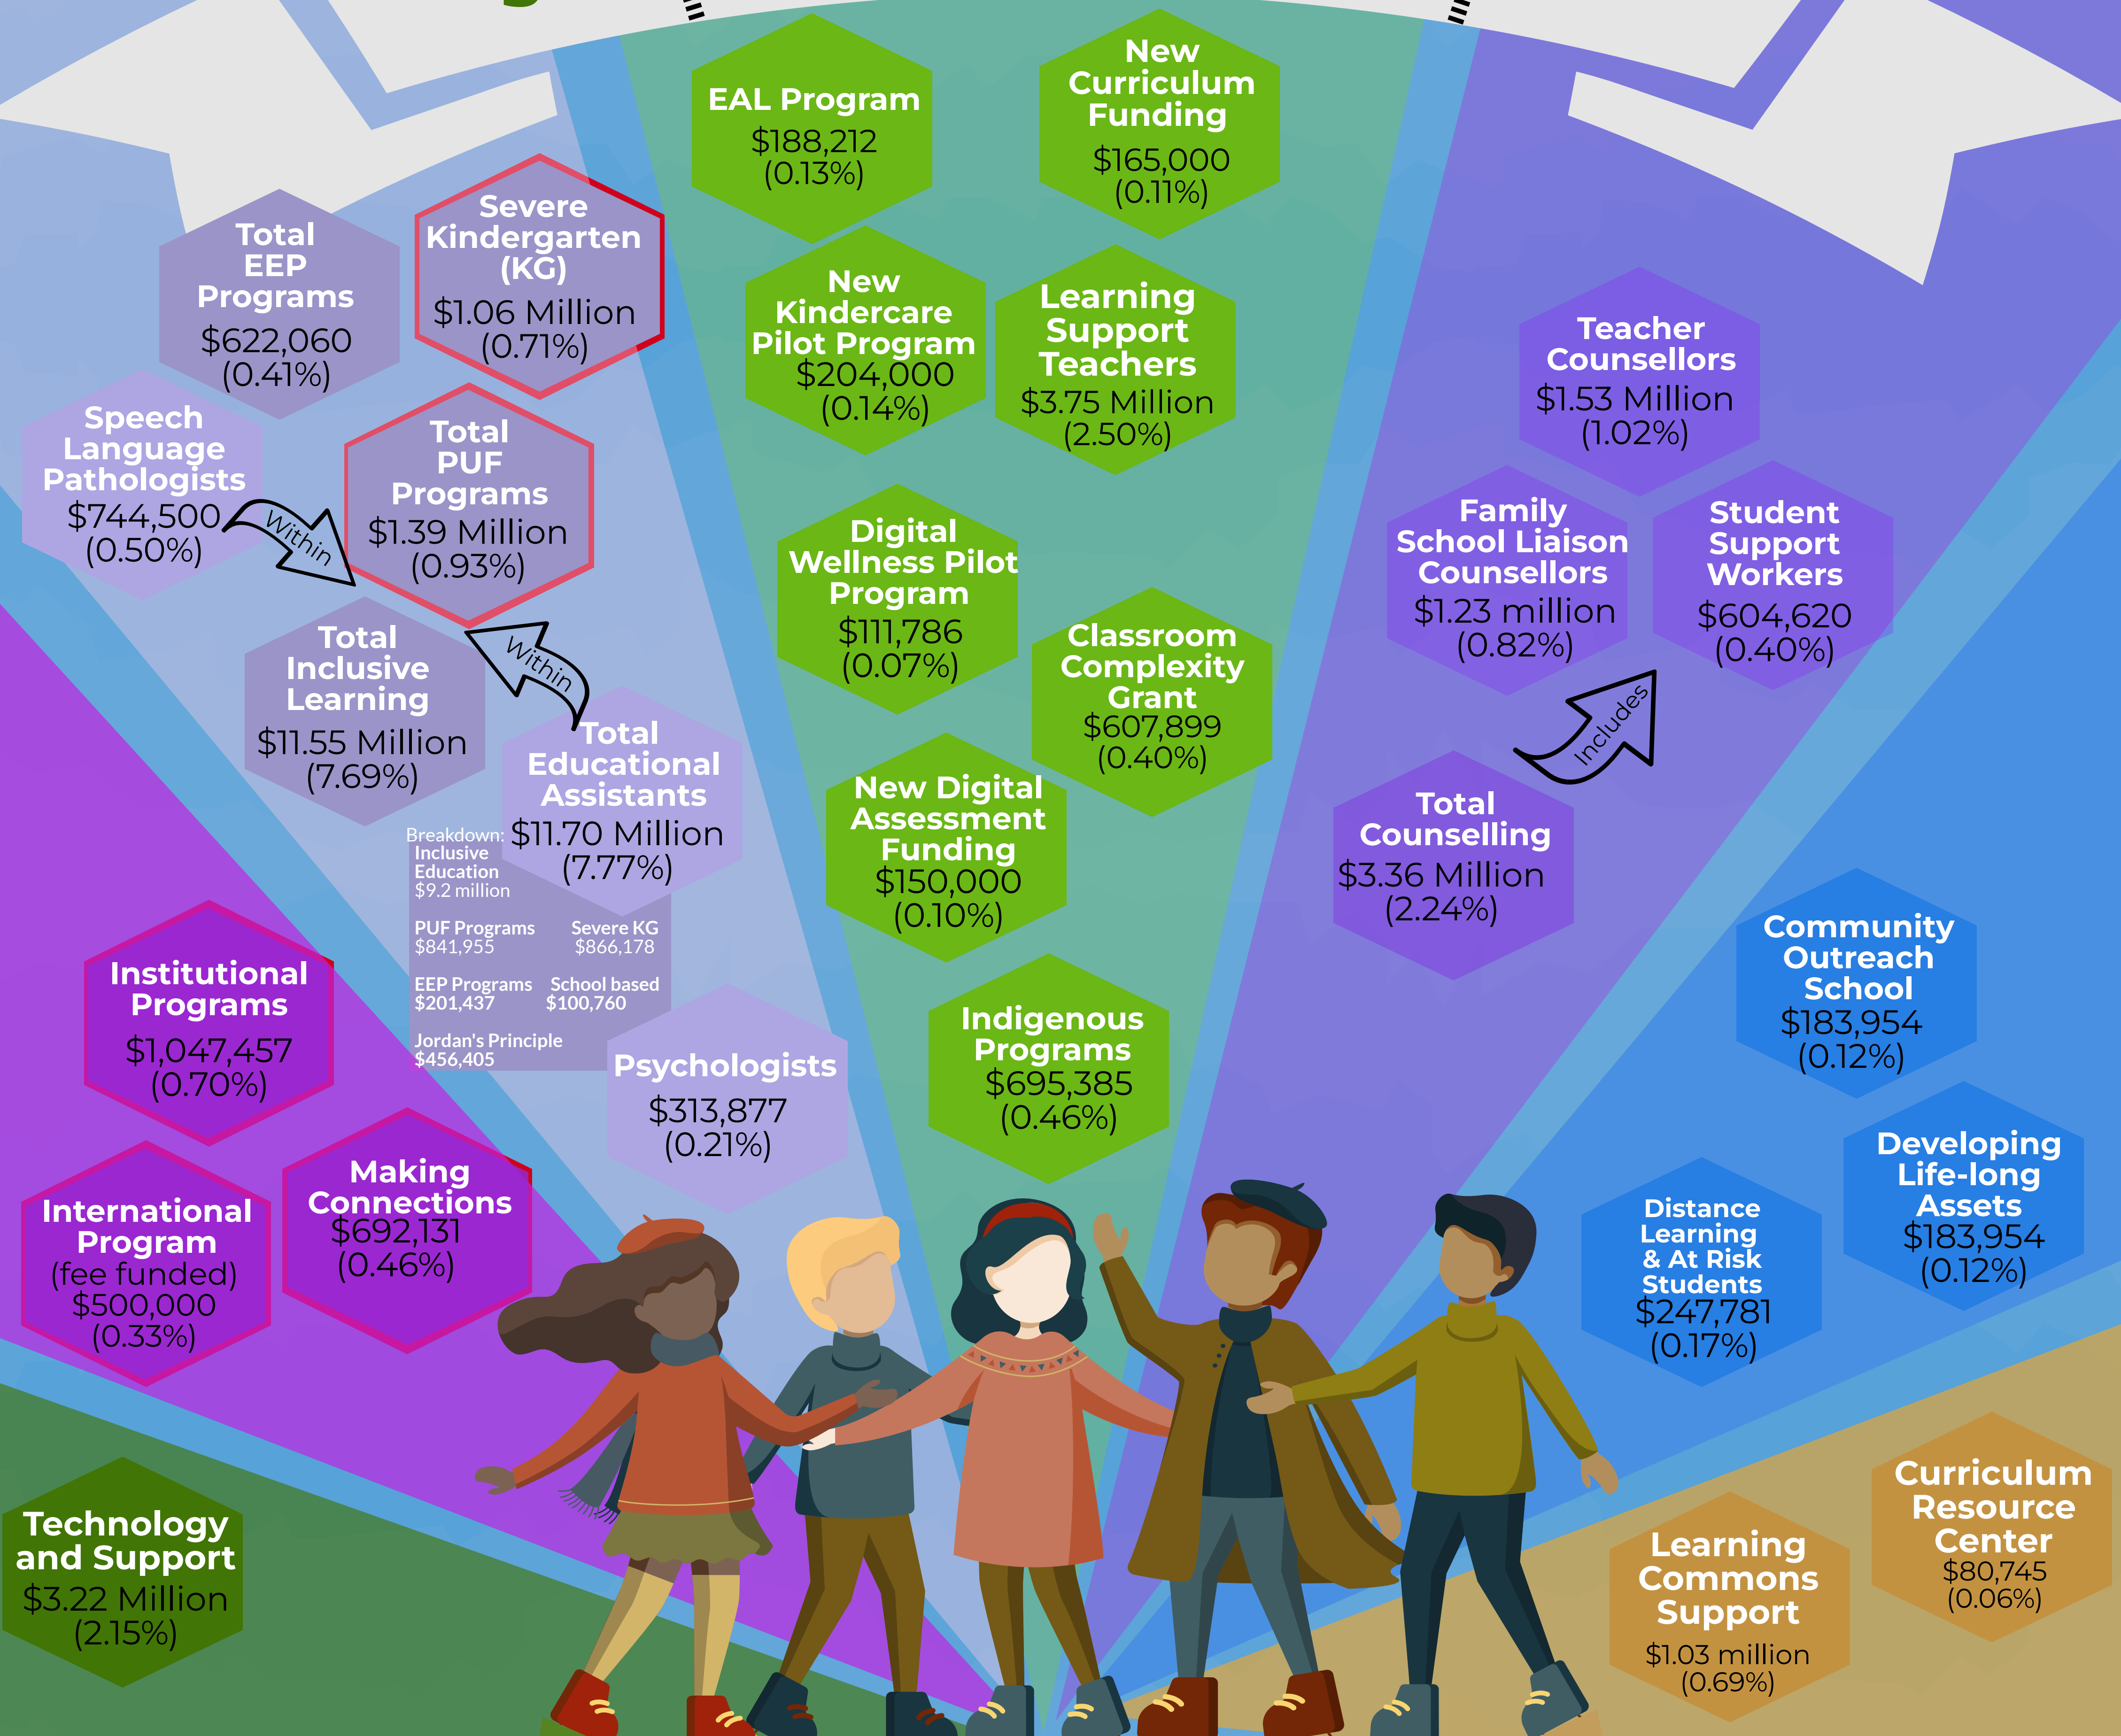 EAL Program
$188,212
(0.13%)
New
Curriculum
Funding
$165,000
(0.11%)
Total
EEP
Programs
$622,060
(0.41%)
Severe
Kindergarten
(KG)
$1.06 Million
(0.71%)
New
Kindercare
Pilot Program
$204,000
(0.14%)
Learning
Support
Teachers
$3.75 Million
(2.50%)
Teacher
Counsellors
$1.53 Million
(1.02%)
Speech
Language
Pathologists
$744,500
(0.50%)
Within
Total
PUF
Programs
$1.39 Million
(0.93%)
Digital
Wellness Pilot
Program
$111,786
(0.07%)
Family
School Liaison
Counsellors
$1.23 million
(0.82%)
Student
Support
Workers
$604,620
(0.40%)
Total
Inclusive
Learning
$11.55 Million
(7.69%)
Within
Classroom
Complexity
Grant
$607,899
(0.40%)
Includes
Total
Educational
Assistants
$11.70 Million
(7.77%)
Breakdown:
Inclusive
Education
$9.2 million
PUF Programs Severe KG
$841,955 $866,178
EEP Programs School based
$201,437 $100,760
Jordan's Principle
$456,405
New Digital
Assessment
Funding
$150,000
(0.10%)
Total
Counselling
$3.36 Million
(2.24%)
Community
Outreach
School
$183,954
(0.12%)
Institutional
Programs
$1,047,457
(0.70%)
Psychologists
$313,877
(0.21%)
Indigenous
Programs
$695,385
(0.46%)
Developing
Life-long
Assets
$183,954
(0.12%)
Making
Connections
$692,131
(0.46%)
International
Program
(fee funded)
$500,000
(0.33%)
Distance
Learning
& At Risk
Students
$247,781
(0.17%)
Technology
and Support
$3.22 Million
(2.15%)
Learning
Commons
Support
$1.03 million
(0.69%)
Curriculum
Resource
Center
$80,745
(0.06%)